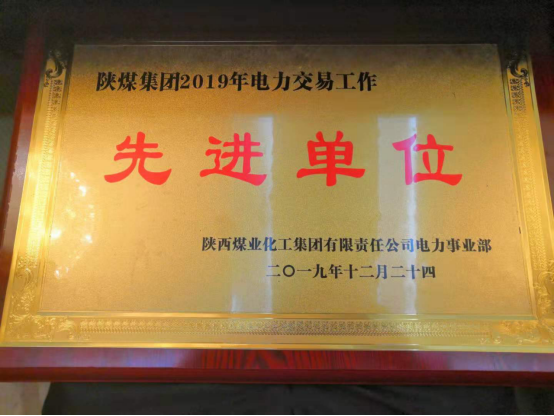 陕煤集团2019年电力交易工作
先进单位
陕西煤业化工集团有限责任公司电力事业部
二〇一九年十二月二十四